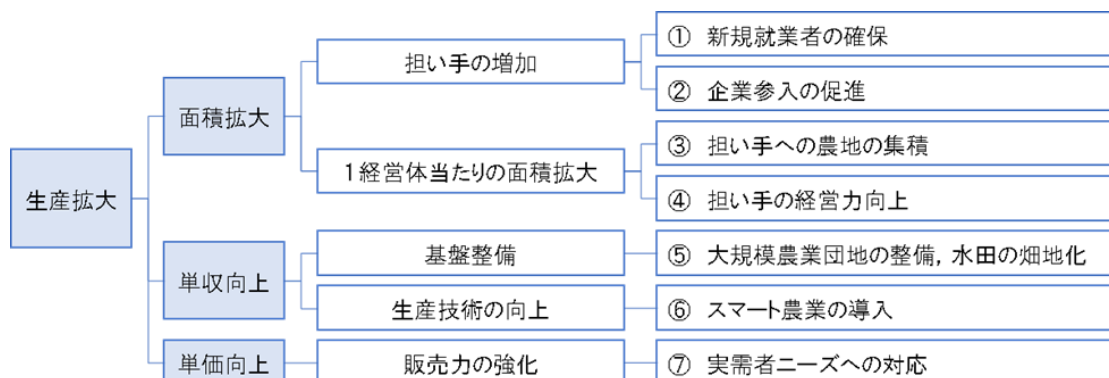 生産拡大
面積拡大
担い手の増加
① 新規就業者の確保
② 企業参入の促進
1経営体当たりの面積拡大
③ 担い手への農地の集積
④ 担い手の経営力向上
単収向上
基盤整備
⑤ 大規模農業団地の整備，水田の畑地化
生産技術の向上
⑥ スマート農業の導入
単価向上
販売力の強化
⑦ 実需者ニーズへの対応